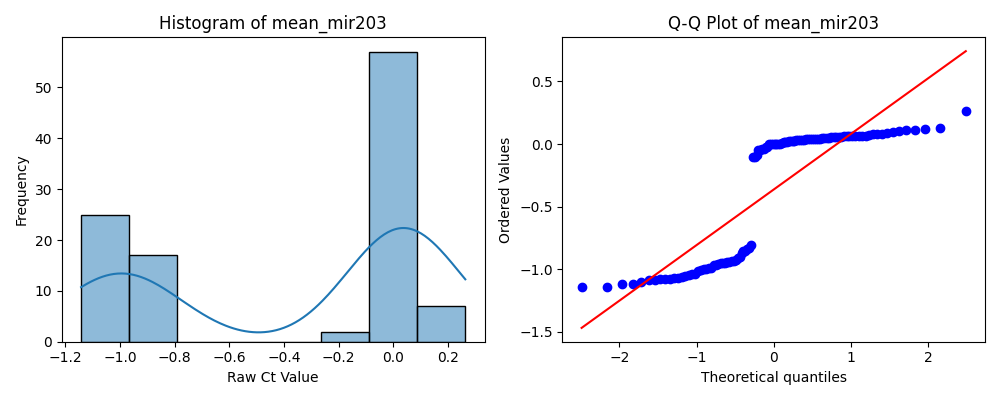 Histogram of mean_mir203
Frequency
50
40
30
20
10
0
−1.2 −1.0 −0.8 −0.6 −0.4 −0.2 0.0 0.2
Raw Ct Value
Q-Q Plot of mean_mir203
Ordered Values
0.5
0.0
−0.5
−1.0
−1.5
−2 −1 0 1 2
Theoretical quantiles